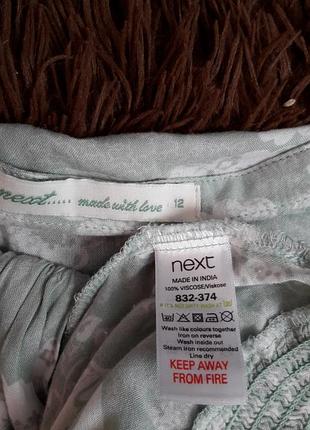 next..... made with love 12
next
MADE IN INDIA
100% VISCOSE/Viskose
832-374
Wash like colours together
Iron on reverse
Wash inside out
Steam iron recommended
Line dry
KEEP AWAY
FROM FIRE